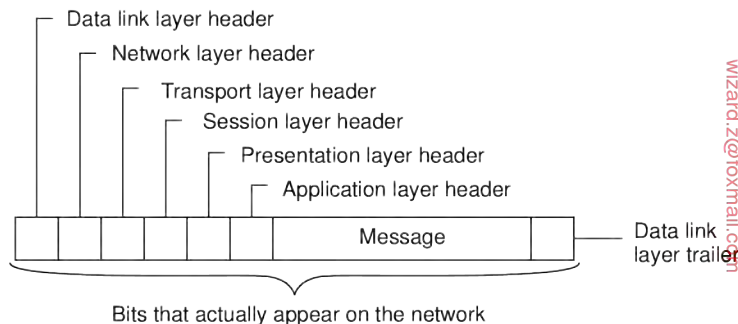 Data link layer header
Network layer header
Transport layer header
Session layer header
Presentation layer header
Application layer header
Message
Data link
layer trailer
Bits that actually appear on the network
wizard.z@foxmail.com